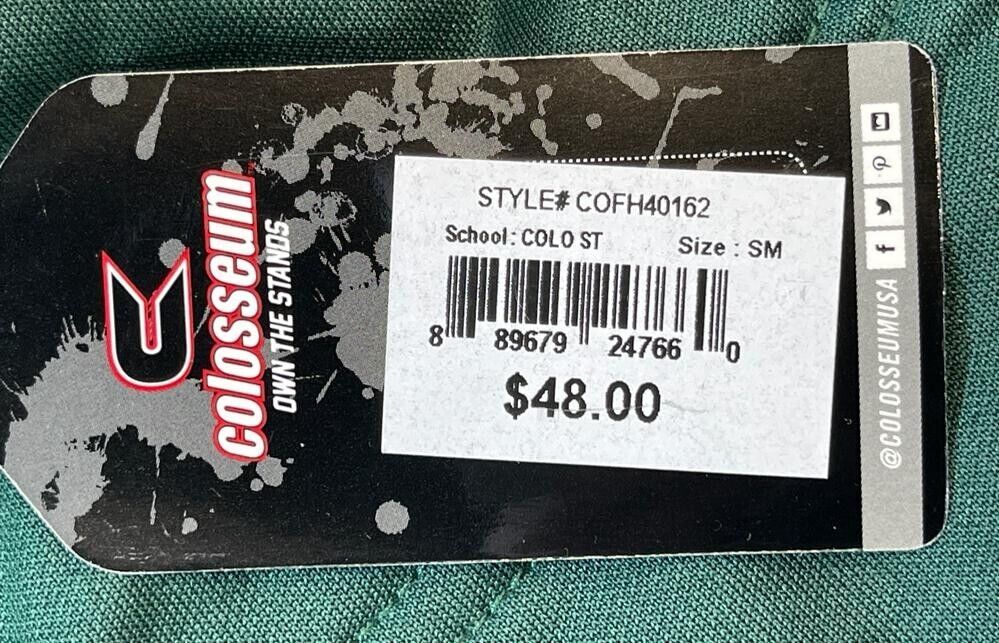 colosseum
OWN THE STANDS
STYLE# COFH40162
School: COLO ST Size : SM
8 89679 24766 0
$48.00
@COLOSSEUMUSA